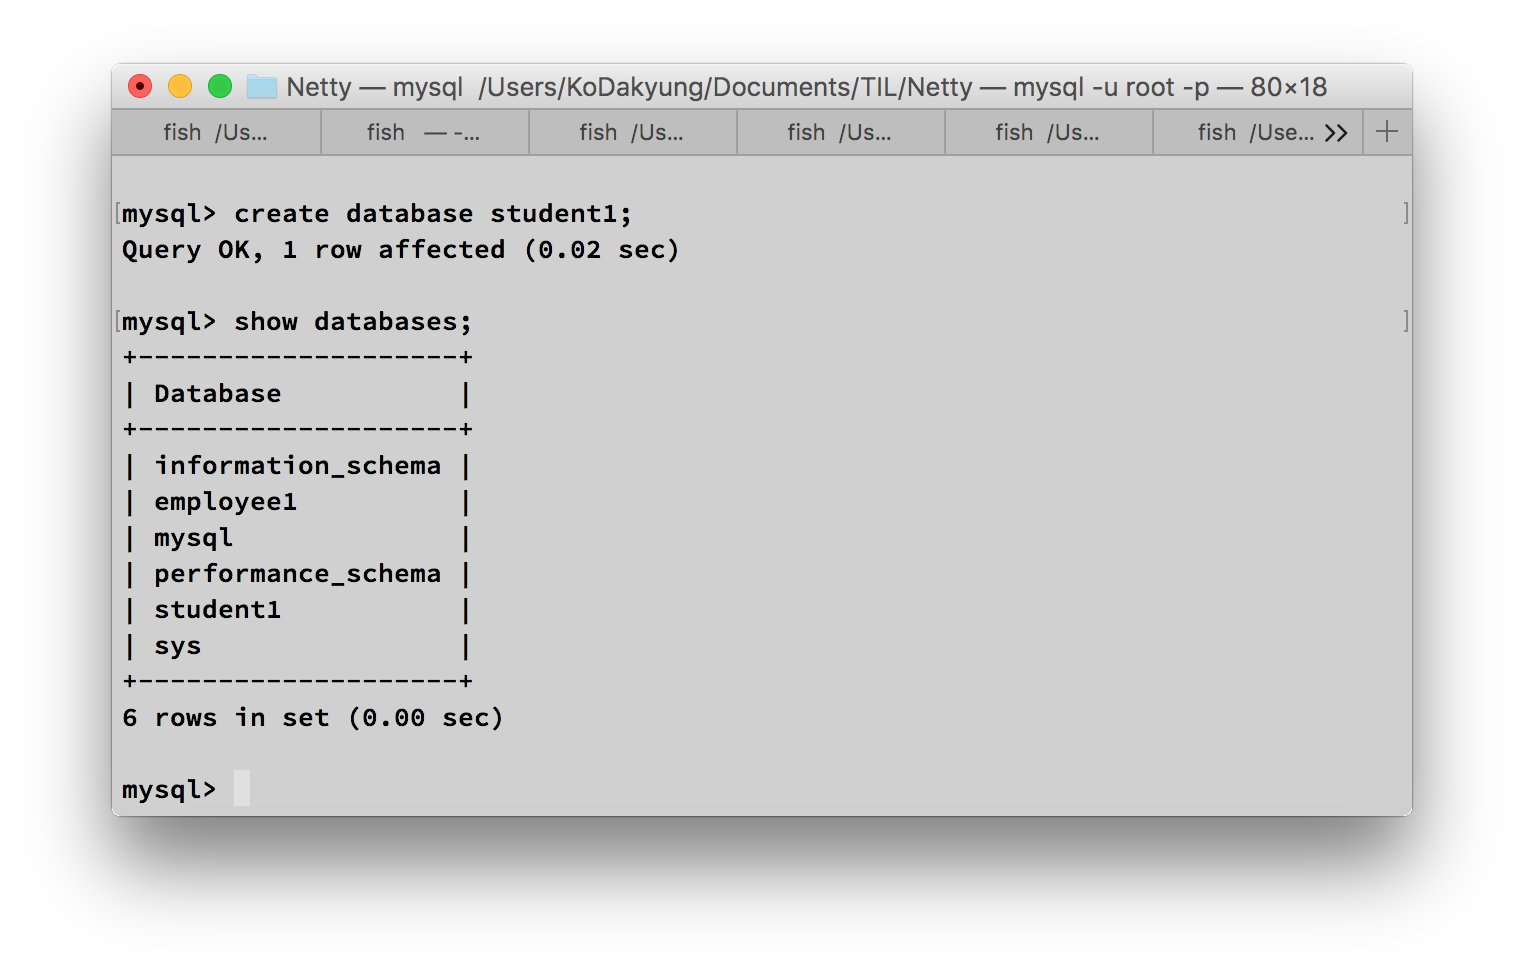 Netty — mysql  /Users/KoDakyung/Documents/TIL/Netty — mysql -u root -p — 80×18
fish  /Us...  fish  — -...  fish  /Us...  fish  /Us...  fish  /Us...  fish  /Use...
mysql> create database student1;
Query OK, 1 row affected (0.02 sec)
mysql> show databases;
+--------------------+
| Database           |
+--------------------+
| information_schema |
| employee1          |
| mysql              |
| performance_schema |
| student1           |
| sys                |
+--------------------+
6 rows in set (0.00 sec)
mysql>